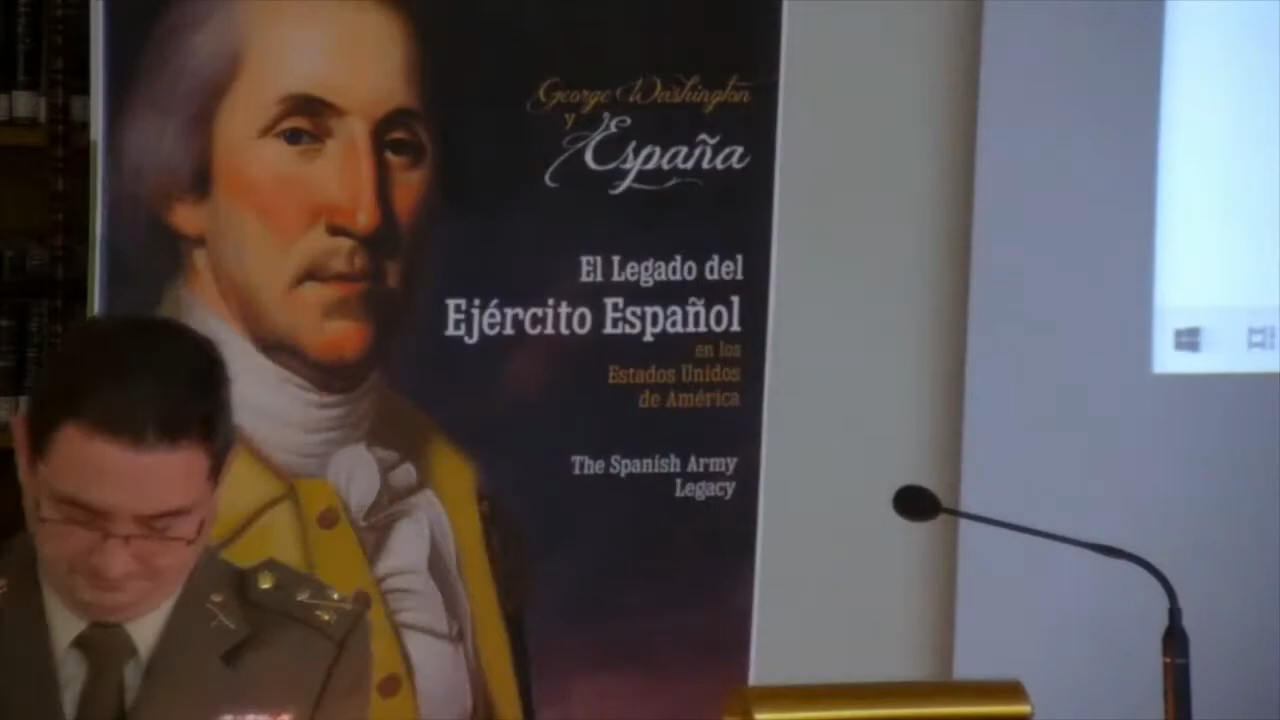 George Washington
y
España
El Legado del
Ejército Español
en los
Estados Unidos
de América
The Spanish Army
Legacy